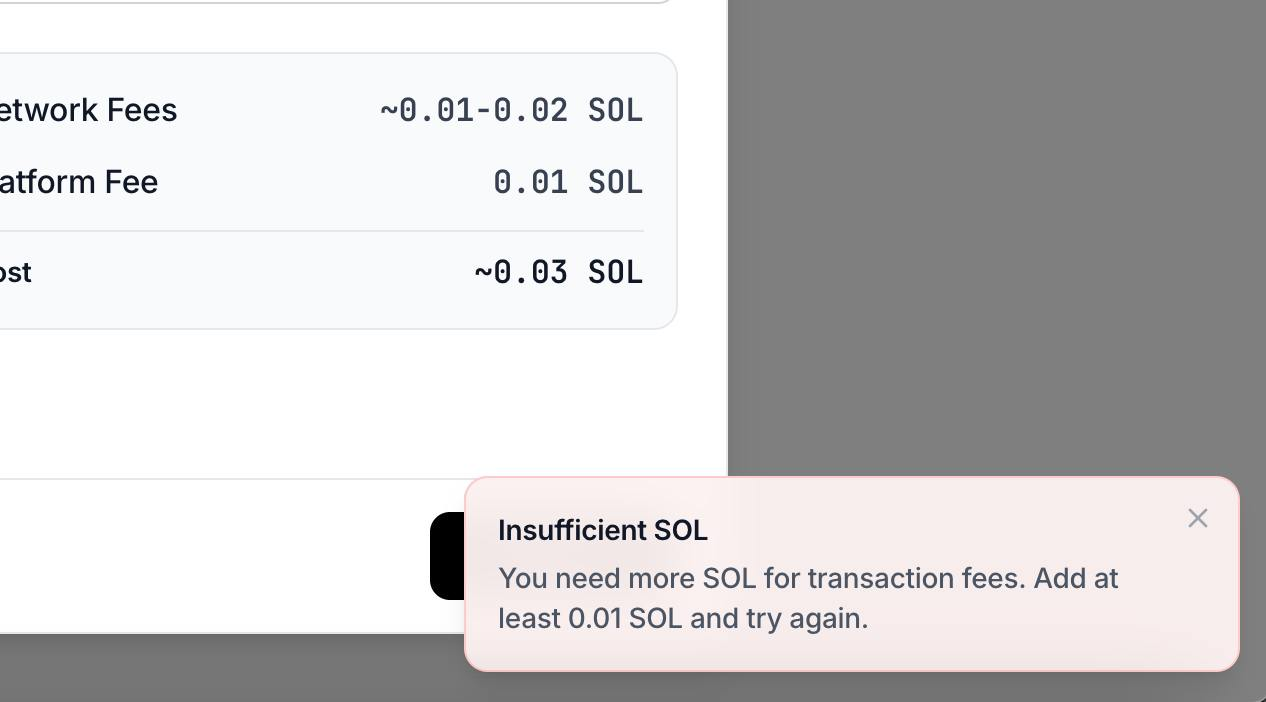 etwork Fees ~0.01-0.02 SOL
atform Fee 0.01 SOL
ost ~0.03 SOL
Insufficient SOL
You need more SOL for transaction fees. Add at
least 0.01 SOL and try again.